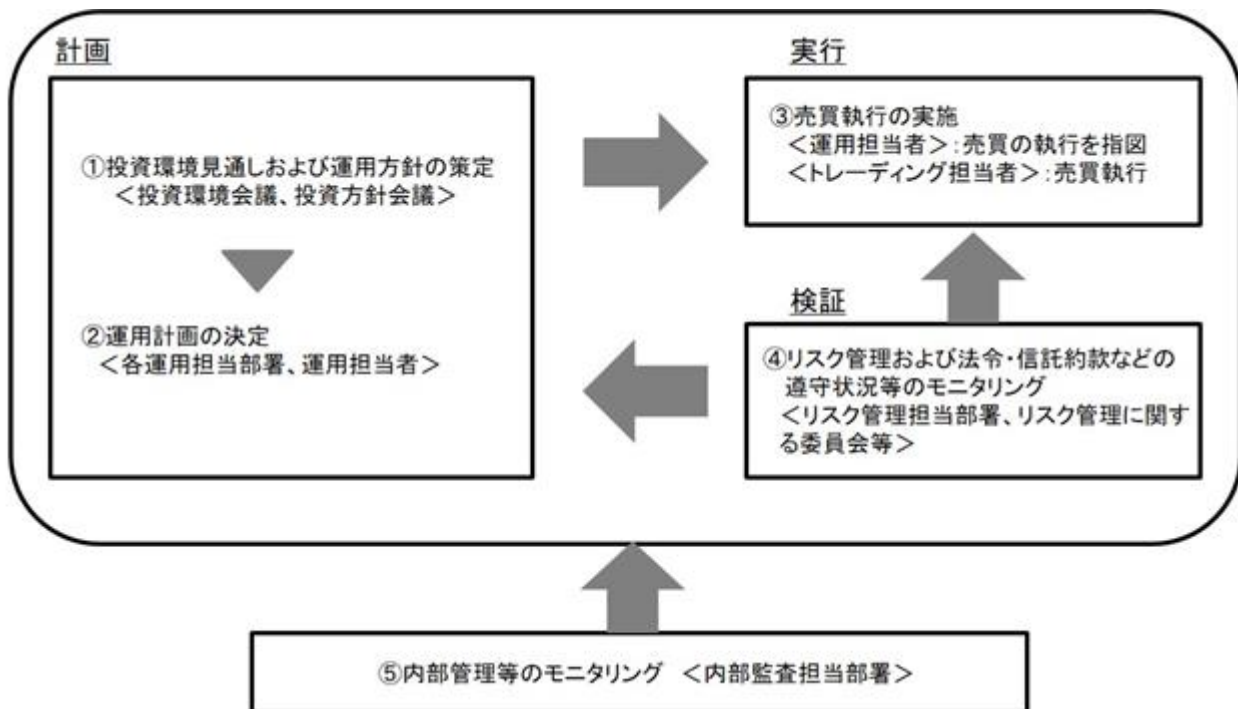 計画
①投資環境見通しおよび運用方針の策定
＜投資環境会議、投資方針会議＞
②運用計画の決定
＜各運用担当部署、運用担当者＞
実行
③売買執行の実施
＜運用担当者＞：売買の執行を指図
＜トレーディング担当者＞：売買執行
検証
④リスク管理および法令・信託約款などの
遵守状況等のモニタリング
＜リスク管理担当部署、リスク管理に関す
る委員会等＞
⑤内部管理等のモニタリング ＜内部監査担当部署＞